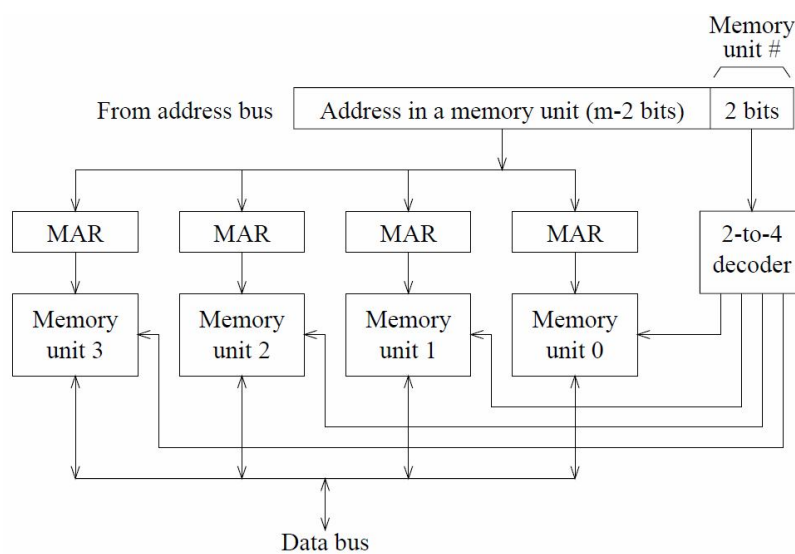 Memory
unit #
From address bus
Address in a memory unit (m-2 bits)
2 bits
MAR
MAR
MAR
MAR
2-to-4
decoder
Memory
unit 3
Memory
unit 2
Memory
unit 1
Memory
unit 0
Data bus